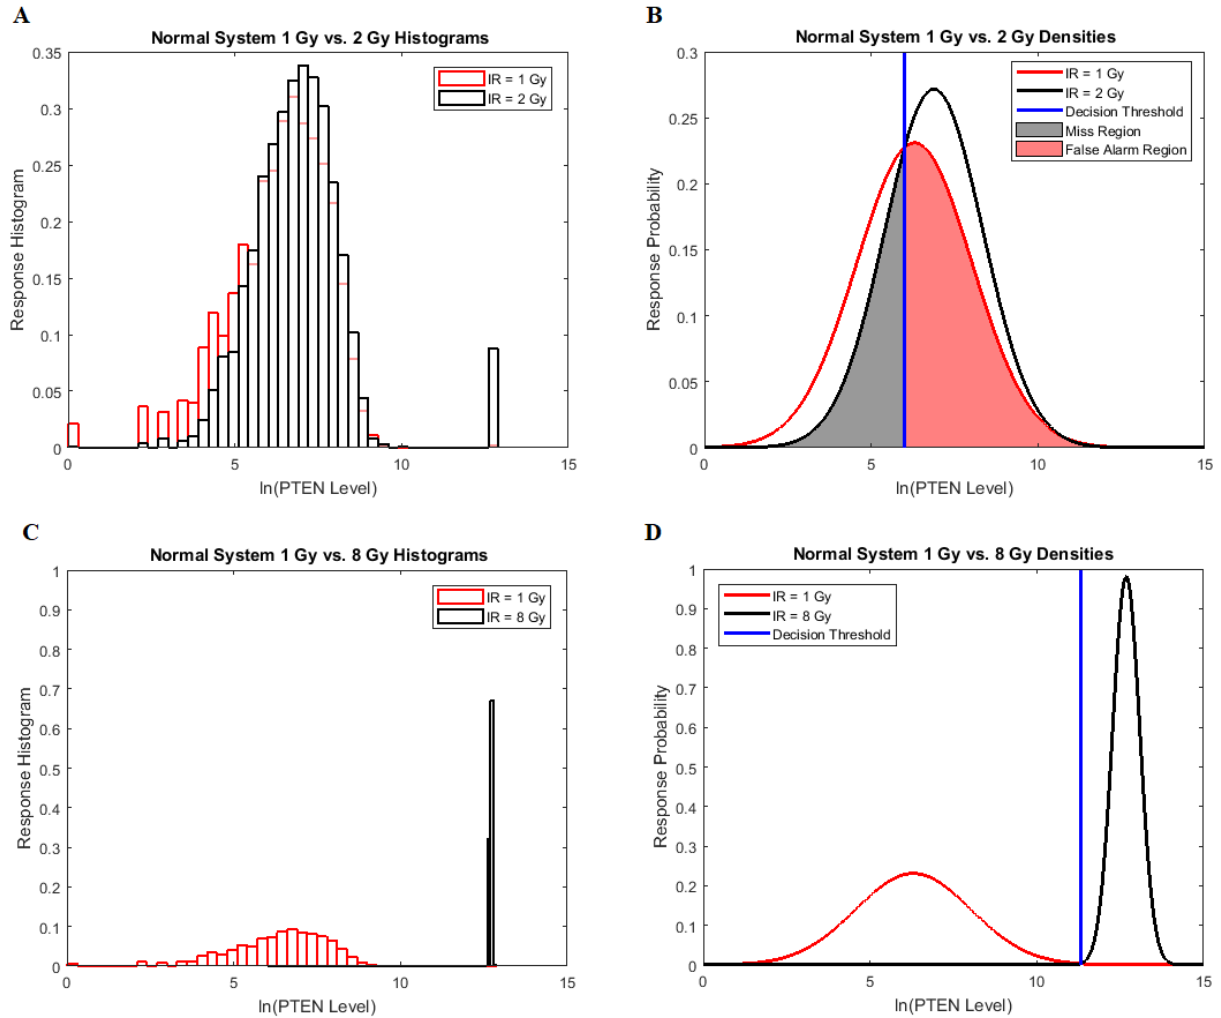 A
Normal System 1 Gy vs. 2 Gy Histograms
Response Histogram
0.35
0.3
0.25
0.2
0.15
0.1
0.05
0
0 5 10 15
ln(PTEN Level)
IR = 1 Gy
IR = 2 Gy
B
Normal System 1 Gy vs. 2 Gy Densities
Response Probability
0.3
0.25
0.2
0.15
0.1
0.05
0
0 5 10 15
ln(PTEN Level)
IR = 1 Gy
IR = 2 Gy
Decision Threshold
Miss Region
False Alarm Region
C
Normal System 1 Gy vs. 8 Gy Histograms
Response Histogram
1
0.9
0.8
0.7
0.6
0.5
0.4
0.3
0.2
0.1
0
0 5 10 15
ln(PTEN Level)
IR = 1 Gy
IR = 8 Gy
D
Normal System 1 Gy vs. 8 Gy Densities
Response Probability
1
0.9
0.8
0.7
0.6
0.5
0.4
0.3
0.2
0.1
0
0 5 10 15
ln(PTEN Level)
IR = 1 Gy
IR = 8 Gy
Decision Threshold